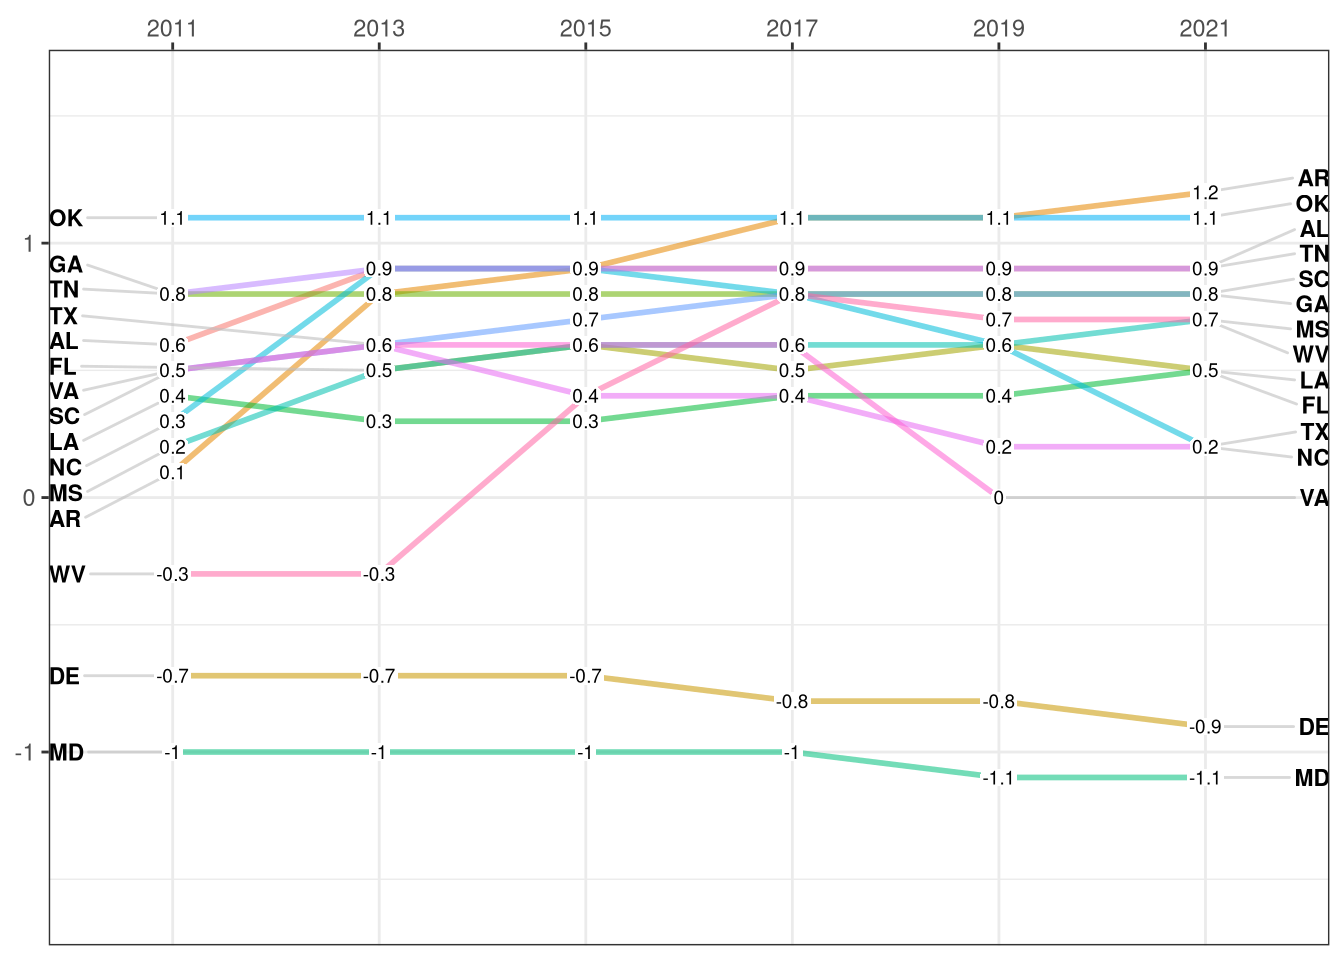 2011 2013 2015 2017 2019 2021
AR
1.2
OK
OK 1.1 1.1 1.1 1.1 1.1 1.1
AL
1
TN
GA 0.9 0.9 0.9 0.9 0.9
SC
TN 0.8 0.8 0.8 0.8 0.8 0.8
GA
TX 0.7 0.7 0.7
MS
AL 0.6 0.6 0.6 0.6 0.6
WV
FL 0.5 0.5 0.5 0.5
LA
VA 0.4 0.4 0.4 0.4
FL
SC 0.3 0.3 0.3
TX
LA 0.2 0.2 0.2
NC
NC 0.1
MS
0 0 VA
AR
WV -0.3 -0.3
DE -0.7 -0.7 -0.7
-0.8 -0.8
-0.9 DE
-1 MD -1 -1 -1 -1
-1.1 -1.1 MD